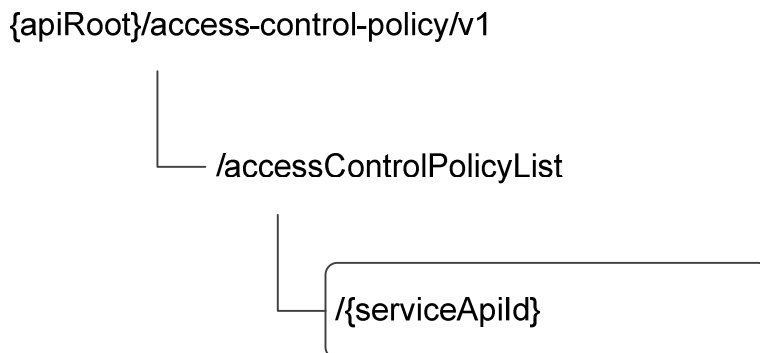 {apiRoot}/access-control-policy/v1
/accessControlPolicyList
/{serviceApiId}